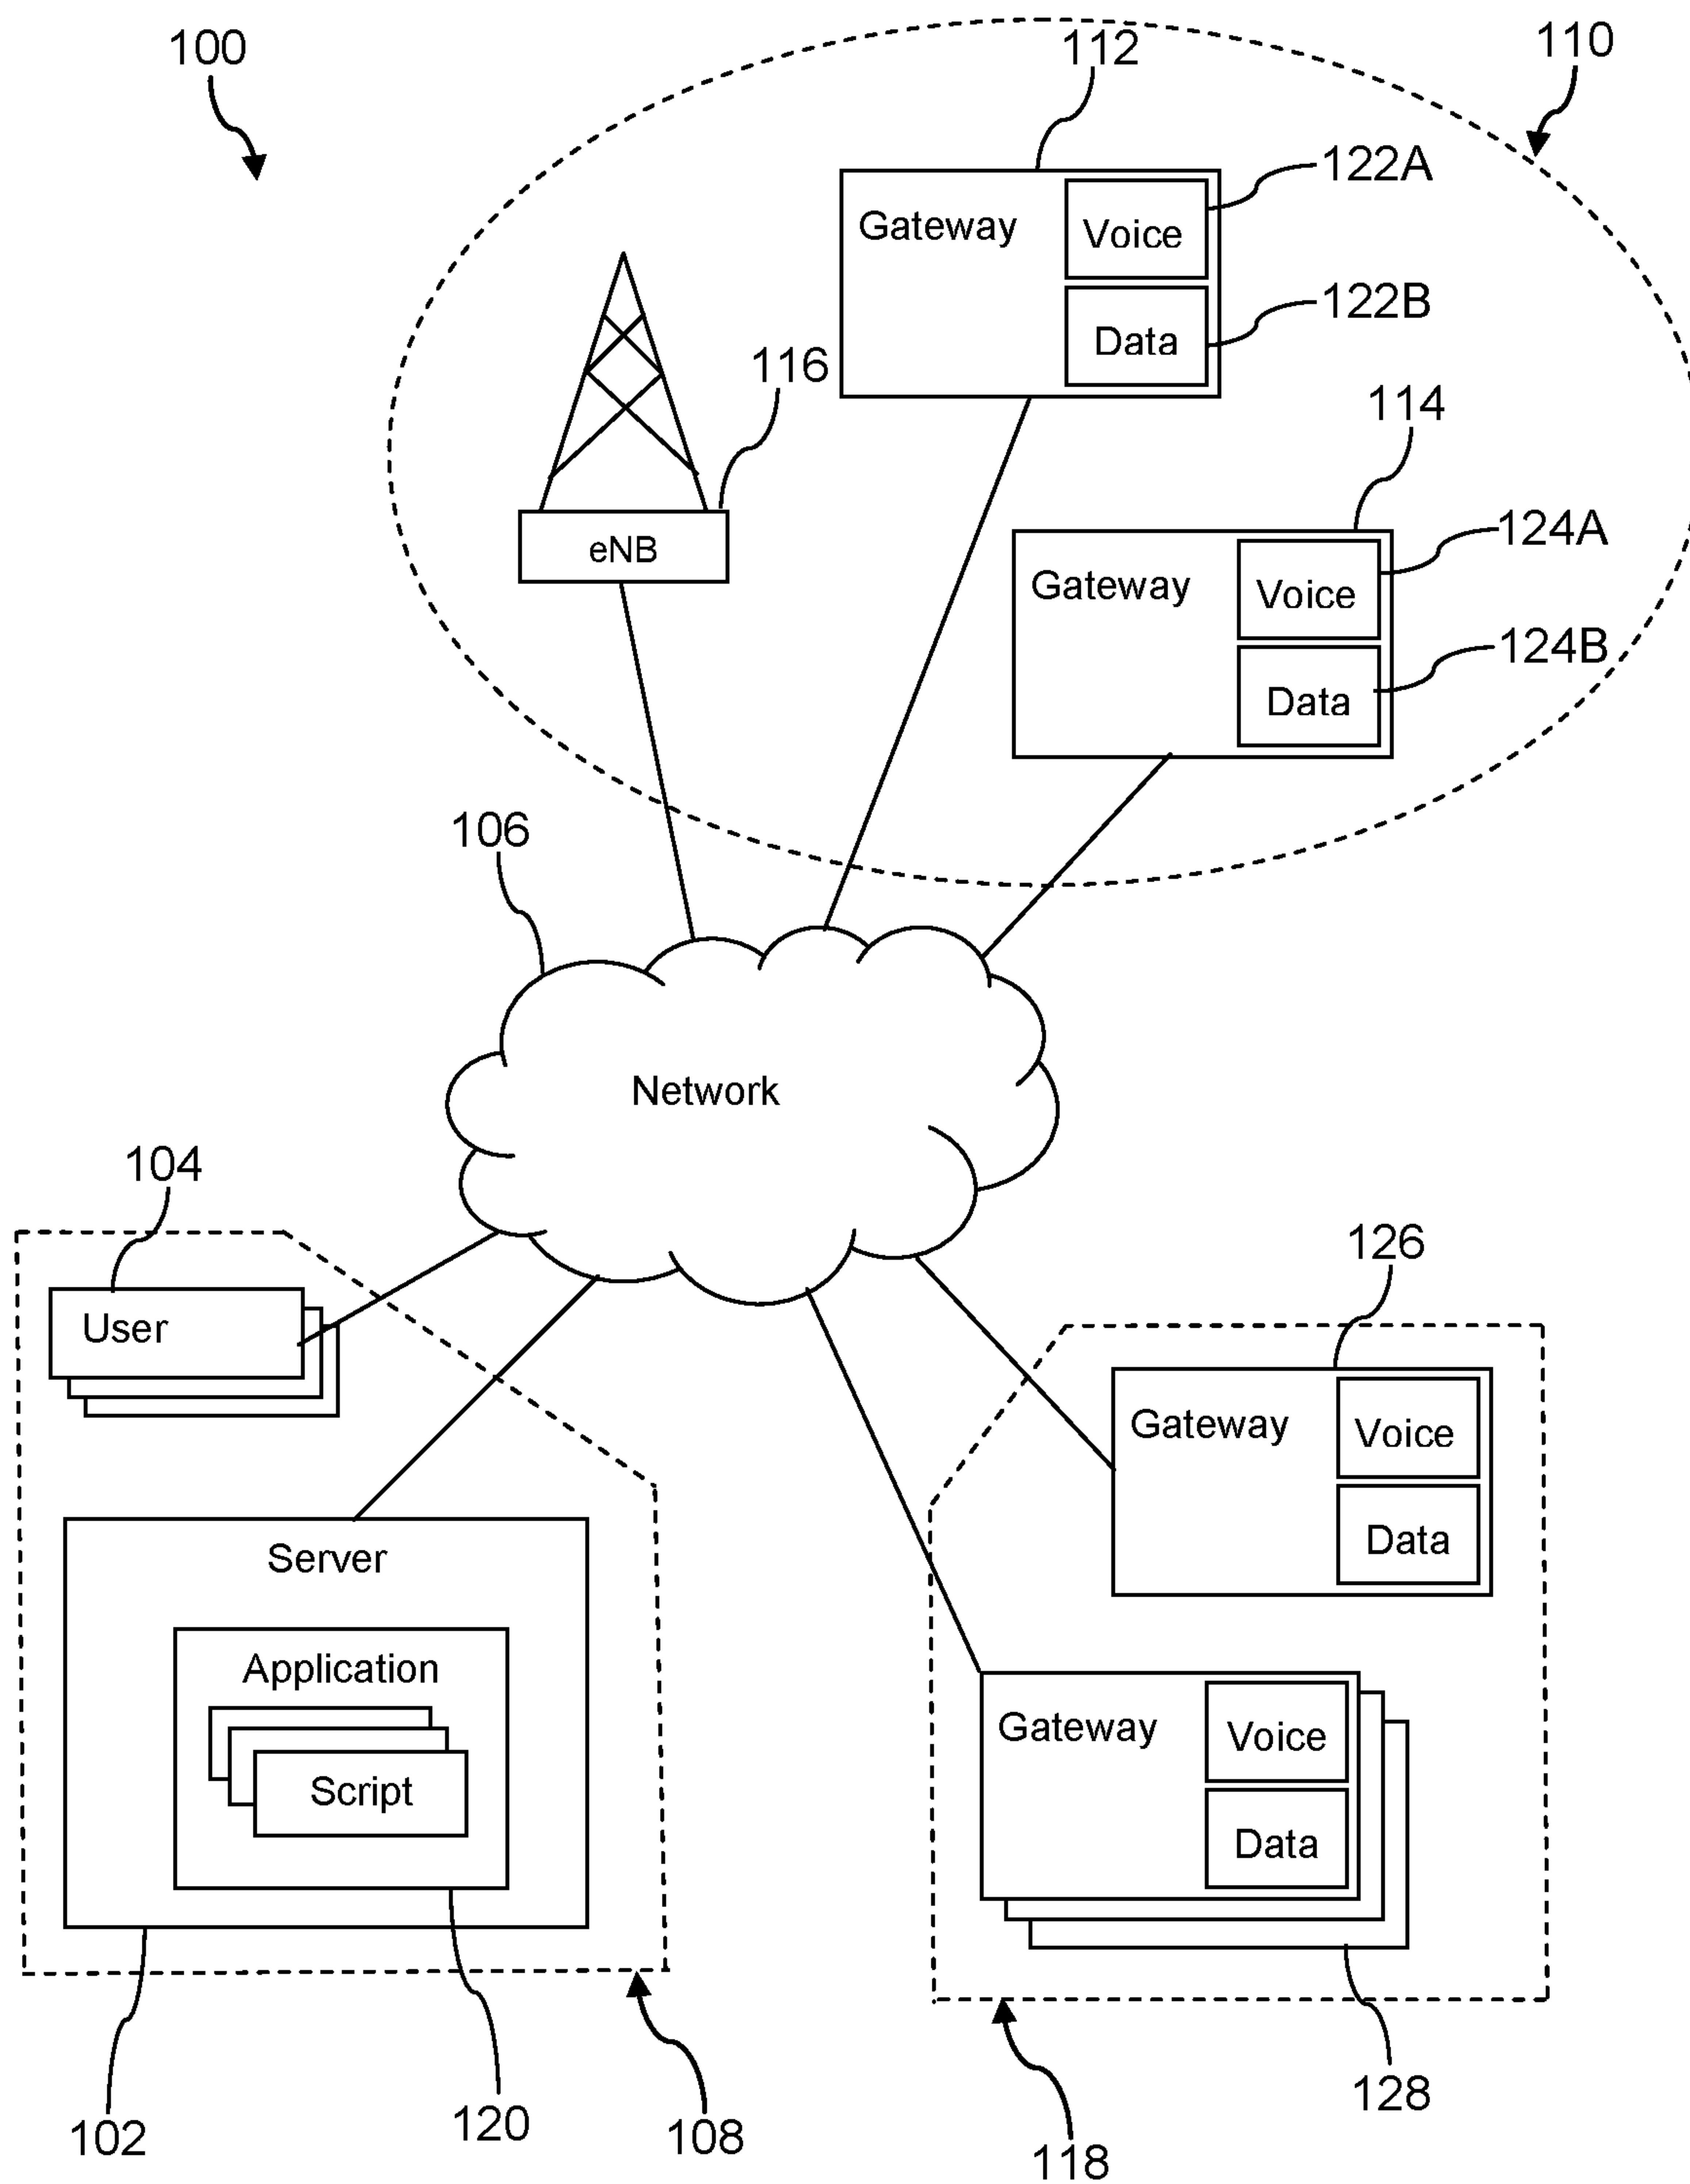 100
112
110
122A
Gateway
Voice
122B
Data
116
114
124A
eNB
Gateway
Voice
124B
Data
106
Network
104
126
User
Gateway
Voice
Data
Server
Application
Script
Gateway
Voice
Data
102
120
108
118
128